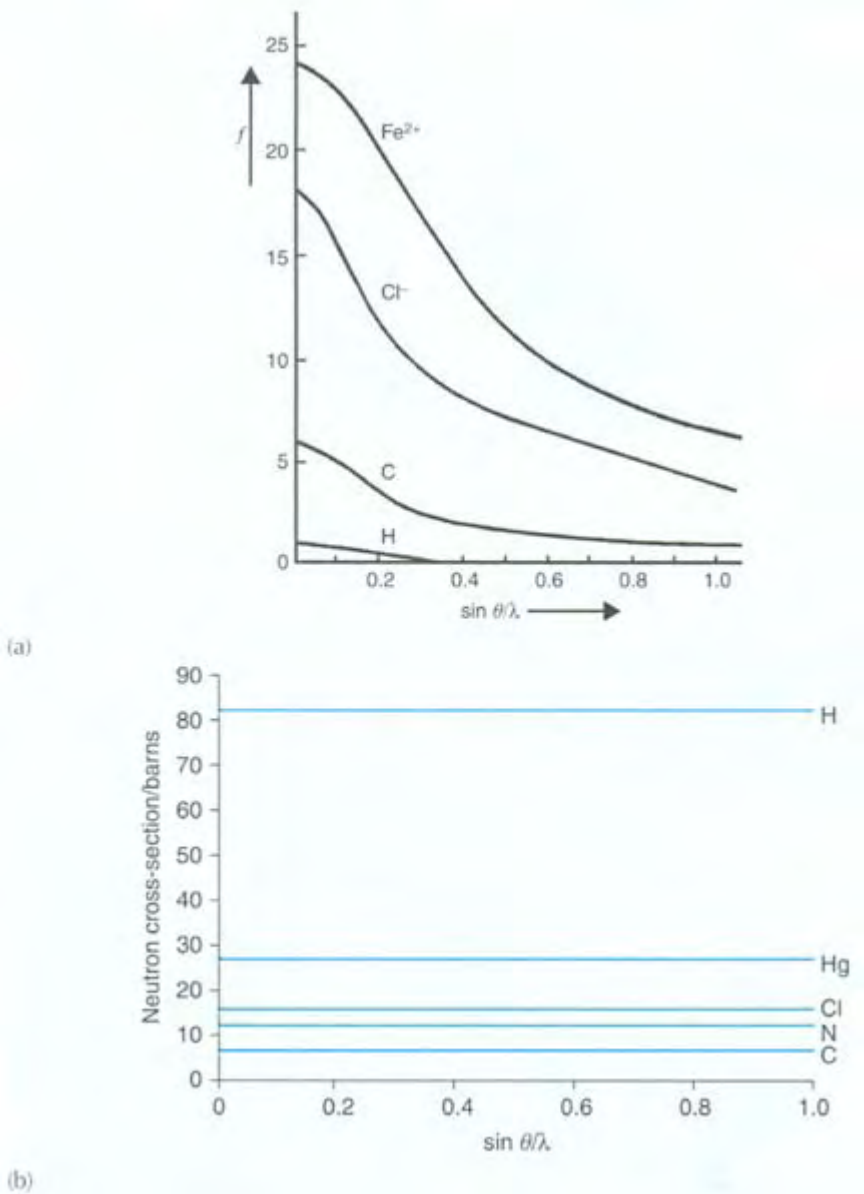 25
Fe²⁺
f
20
15
Cl⁻
10
5
C
H
0
0.2 0.4 0.6 0.8 1.0
sin θ/λ
(a)
90
H
80
70
60
50
40
30
Hg
20
Cl
N
10
C
0
Neutron cross-section/barns
0 0.2 0.4 0.6 0.8 1.0
sin θ/λ
(b)